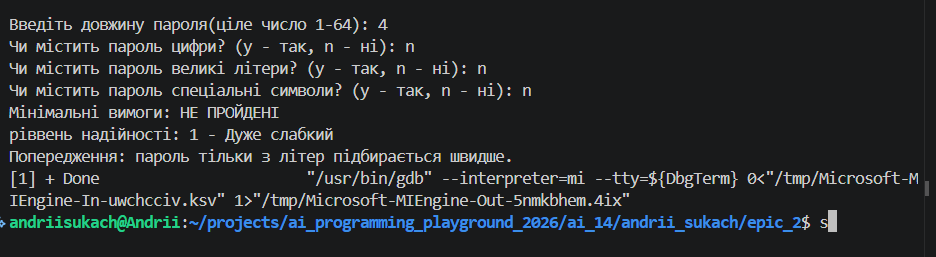 Введіть довжину пароля(ціле число 1-64): 4
Чи містить пароль цифри? (y - так, n - ні): n
Чи містить пароль великі літери? (y - так, n - ні): n
Чи містить пароль спеціальні символи? (y - так, n - ні): n
Мінімальні вимоги: НЕ ПРОЙДЕНІ
ріввень надійності: 1 - Дуже слабкий
Попередження: пароль тільки з літер підбирається швидше.
[1] + Done                       "/usr/bin/gdb" --interpreter=mi --tty=${DbgTerm} 0<"/tmp/Microsoft-M
IEngine-In-uwchcciv.ksv" 1>"/tmp/Microsoft-MIEngine-Out-5nmkbhem.4ix"
andriisukach@Andrii:~/projects/ai_programming_playground_2026/ai_14/andrii_sukach/epic_2$ s